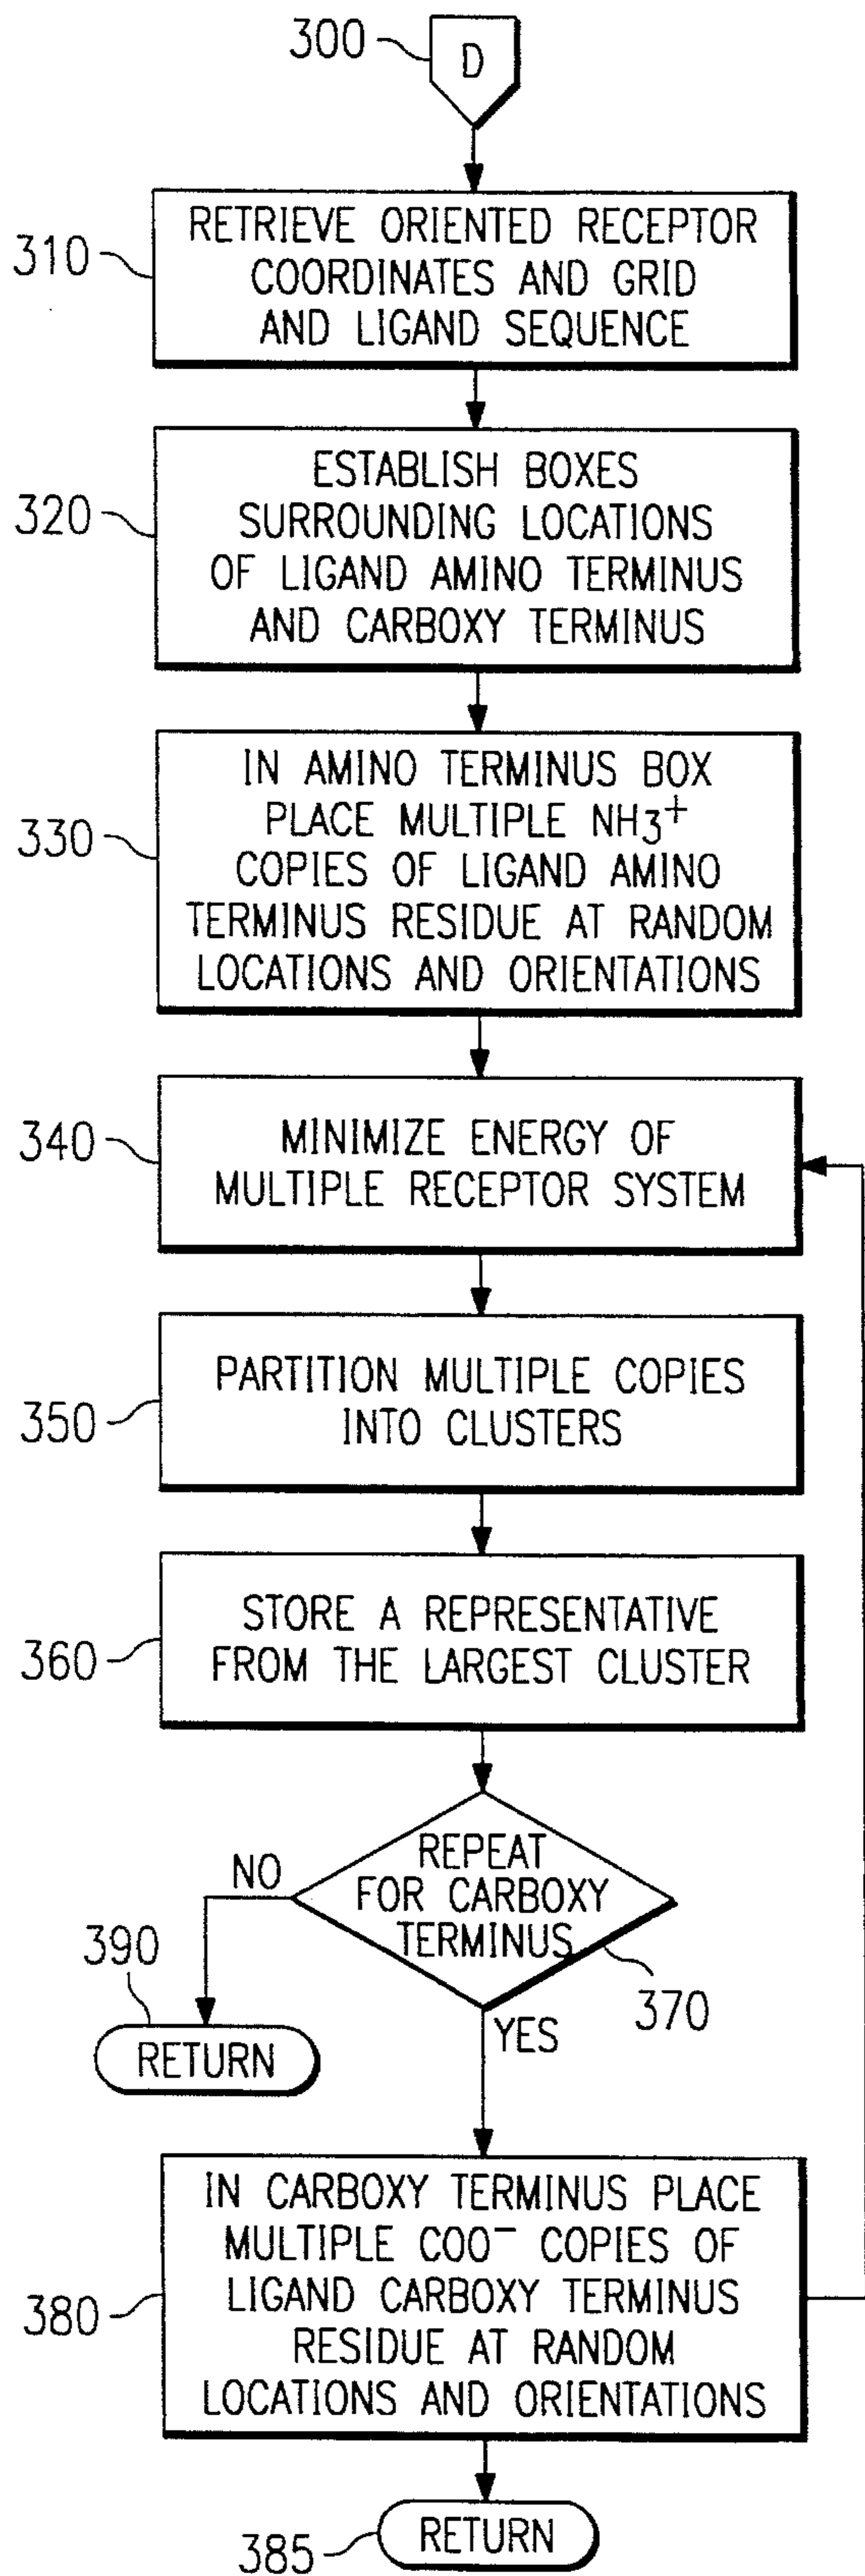 300
D
310
RETRIEVE ORIENTED RECEPTOR
COORDINATES AND GRID
AND LIGAND SEQUENCE
320
ESTABLISH BOXES
SURROUNDING LOCATIONS
OF LIGAND AMINO TERMINUS
AND CARBOXY TERMINUS
330
IN AMINO TERMINUS BOX
PLACE MULTIPLE NH₃⁺
COPIES OF LIGAND AMINO
TERMINUS RESIDUE AT RANDOM
LOCATIONS AND ORIENTATIONS
340
MINIMIZE ENERGY OF
MULTIPLE RECEPTOR SYSTEM
350
PARTITION MULTIPLE COPIES
INTO CLUSTERS
360
STORE A REPRESENTATIVE
FROM THE LARGEST CLUSTER
REPEAT
FOR CARBOXY
TERMINUS
370
NO
390
RETURN
YES
380
IN CARBOXY TERMINUS PLACE
MULTIPLE COO⁻ COPIES OF
LIGAND CARBOXY TERMINUS
RESIDUE AT RANDOM
LOCATIONS AND ORIENTATIONS
385
RETURN